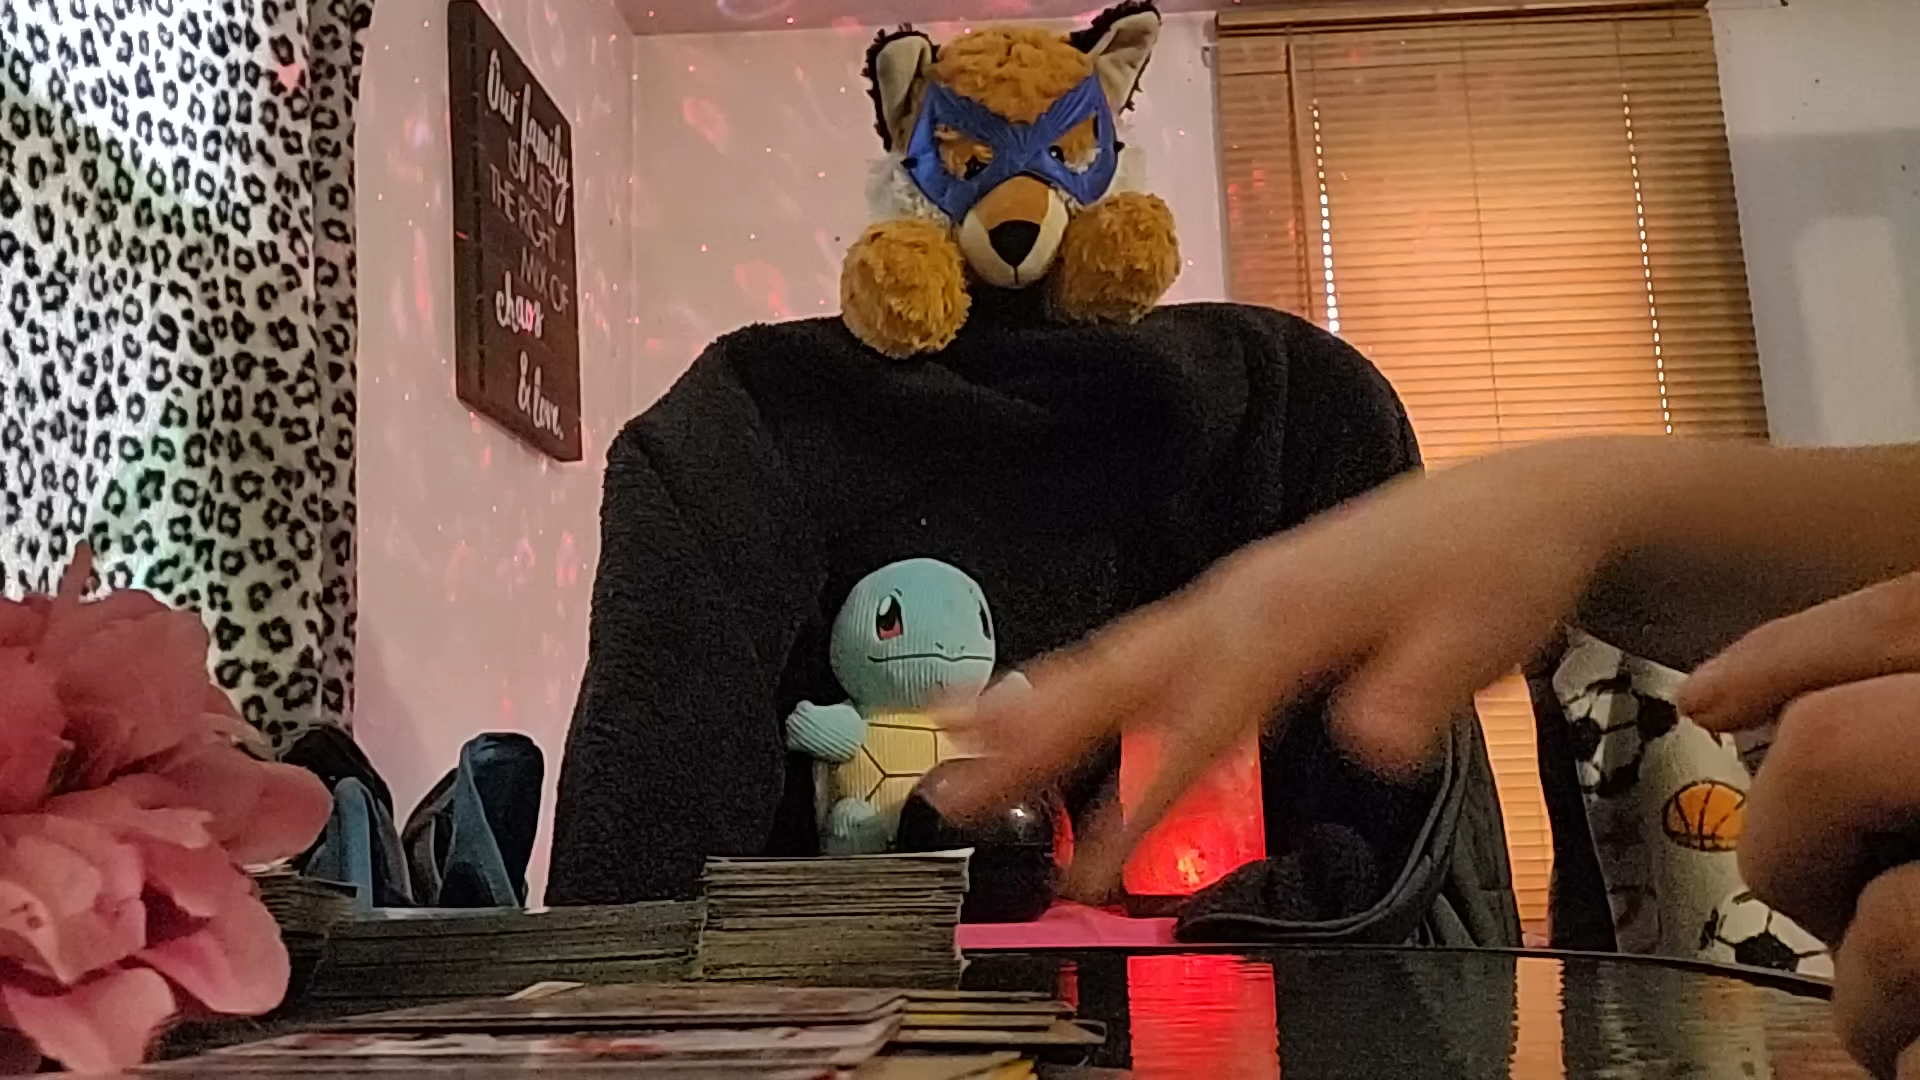 Our family
IS JUST
THE RIGHT
MIX OF
chaos
& love.